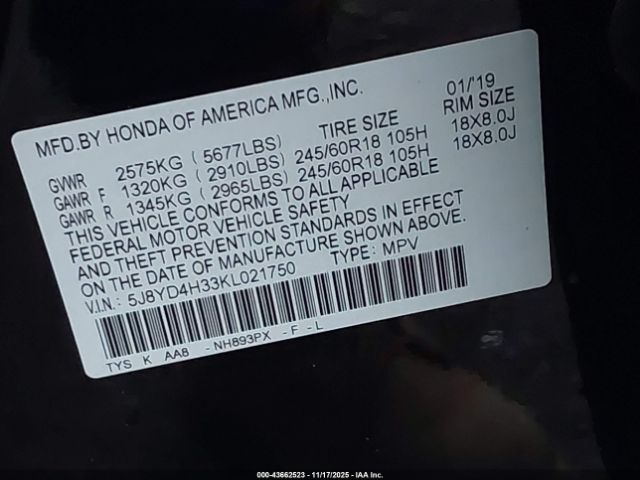 MFD.BY HONDA OF AMERICA MFG.,INC. 01/'19
TIRE SIZE RIM SIZE
GVWR 2575KG ( 5677LBS)
GAWR F 1320KG ( 2910LBS) 245/60R18 105H 18X8.0J
GAWR R 1345KG ( 2965LBS) 245/60R18 105H 18X8.0J
THIS VEHICLE CONFORMS TO ALL APPLICABLE
FEDERAL MOTOR VEHICLE SAFETY
AND THEFT PREVENTION STANDARDS IN EFFECT
ON THE DATE OF MANUFACTURE SHOWN ABOVE.
V.I.N.: 5J8YD4H33KL021750 TYPE: MPV
TYS K AA8 - NH893PX - F - L
000-43662523 - 11/17/2025 - IAA Inc.